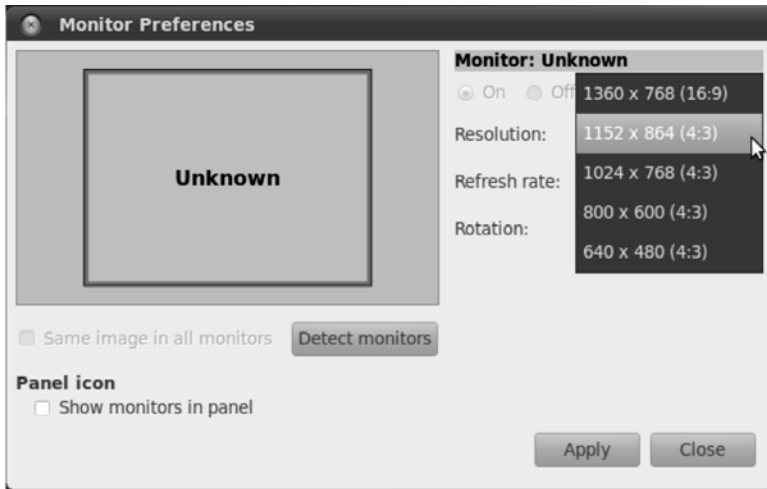 Monitor Preferences
Monitor: Unknown
On Off
1360 x 768 (16:9)
Resolution:
1152 x 864 (4:3)
Unknown
Refresh rate:
1024 x 768 (4:3)
800 x 600 (4:3)
Rotation:
640 x 480 (4:3)
Same image in all monitors
Detect monitors
Panel icon
Show monitors in panel
Apply
Close